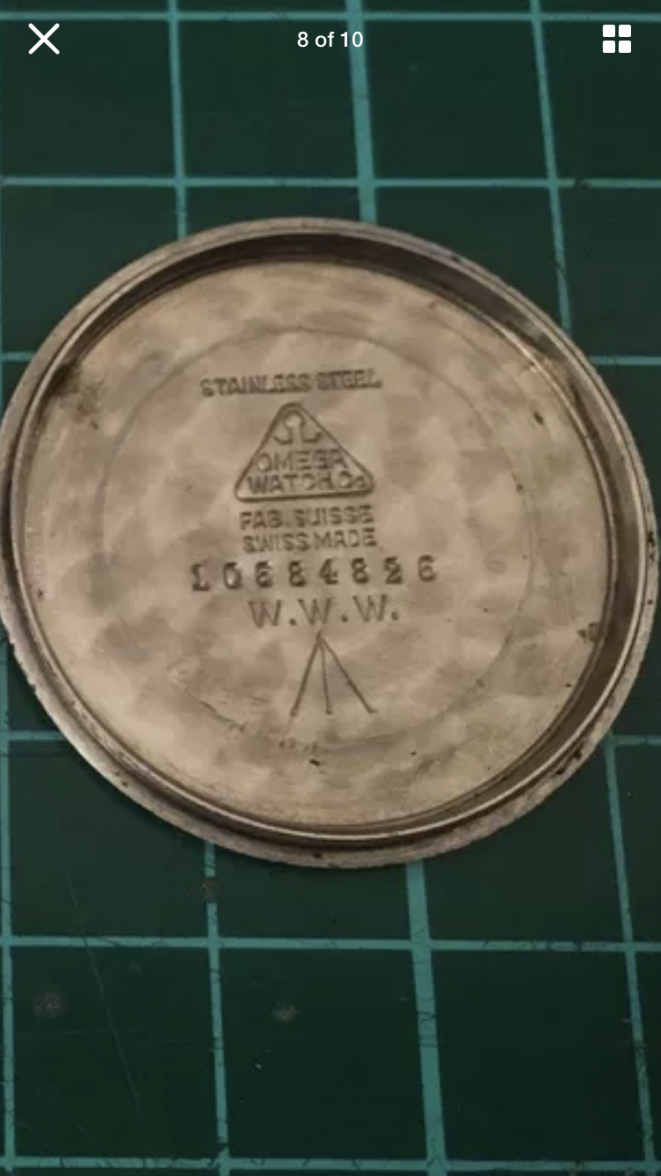 8 of 10
STAINLESS STEEL
OMEGA
WATCH Co
FAB. SUISSE
SWISS MADE
10684826
W.W.W.